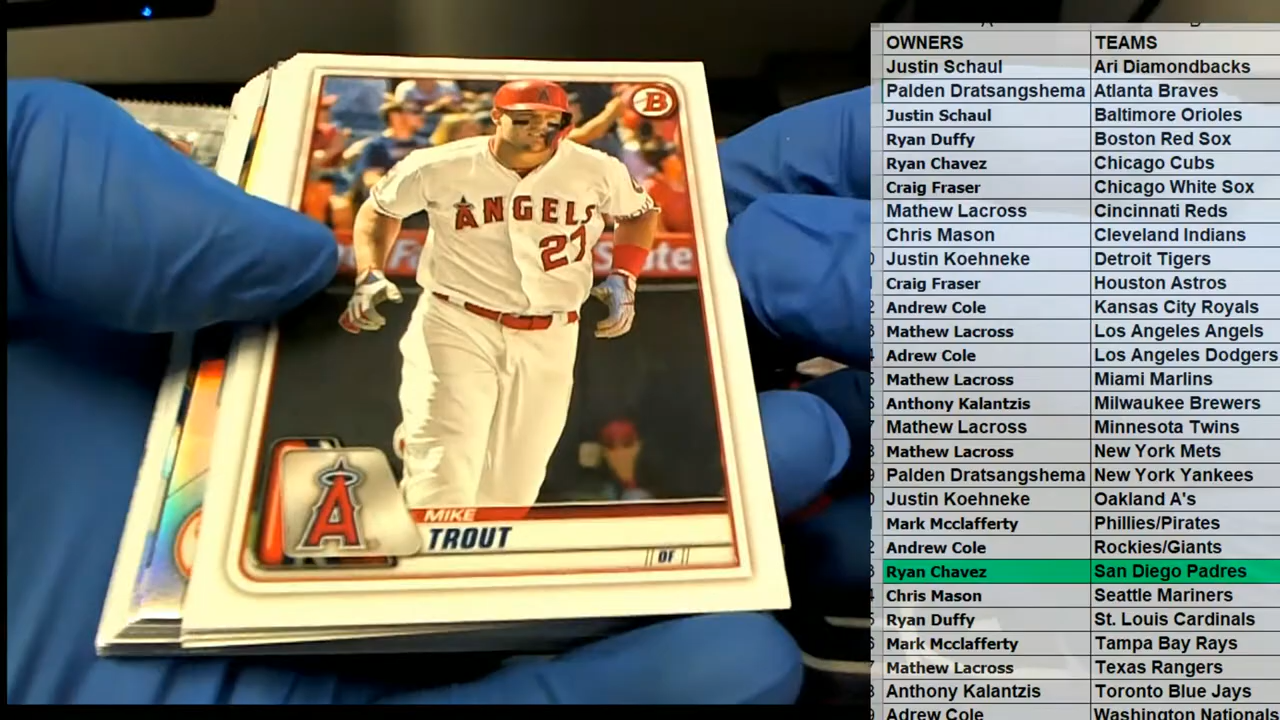 OWNERS TEAMS
Justin Schaul Ari Diamondbacks
Palden Dratsangshema Atlanta Braves
Justin Schaul Baltimore Orioles
Ryan Duffy Boston Red Sox
Ryan Chavez Chicago Cubs
Craig Fraser Chicago White Sox
Mathew Lacross Cincinnati Reds
Chris Mason Cleveland Indians
Justin Koehneke Detroit Tigers
Craig Fraser Houston Astros
Andrew Cole Kansas City Royals
Mathew Lacross Los Angeles Angels
Adrew Cole Los Angeles Dodgers
Mathew Lacross Miami Marlins
Anthony Kalantzis Milwaukee Brewers
Mathew Lacross Minnesota Twins
Mathew Lacross New York Mets
Palden Dratsangshema New York Yankees
Justin Koehneke Oakland A's
Mark Mcclafferty Phillies/Pirates
Andrew Cole Rockies/Giants
Ryan Chavez San Diego Padres
Chris Mason Seattle Mariners
Ryan Duffy St. Louis Cardinals
Mark Mcclafferty Tampa Bay Rays
Mathew Lacross Texas Rangers
Anthony Kalantzis Toronto Blue Jays
Adrew Cole Washington Nationals
B
ANGELS
27
A
MIKE
TROUT
OF